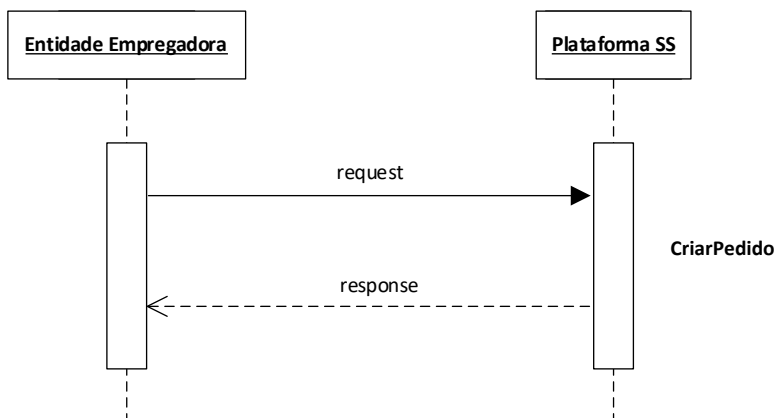 Entidade Empregadora
Plataforma SS
request
CriarPedido
response